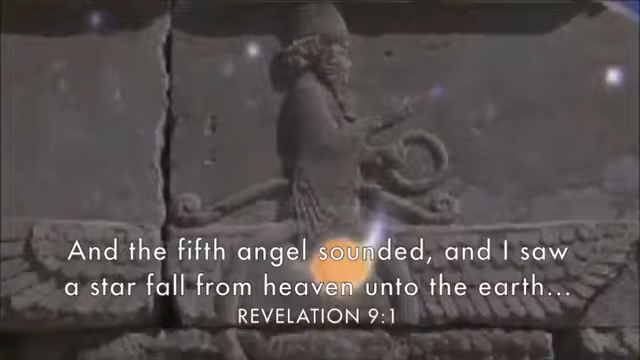 And the fifth angel sounded, and I saw
a star fall from heaven unto the earth...
REVELATION 9:1